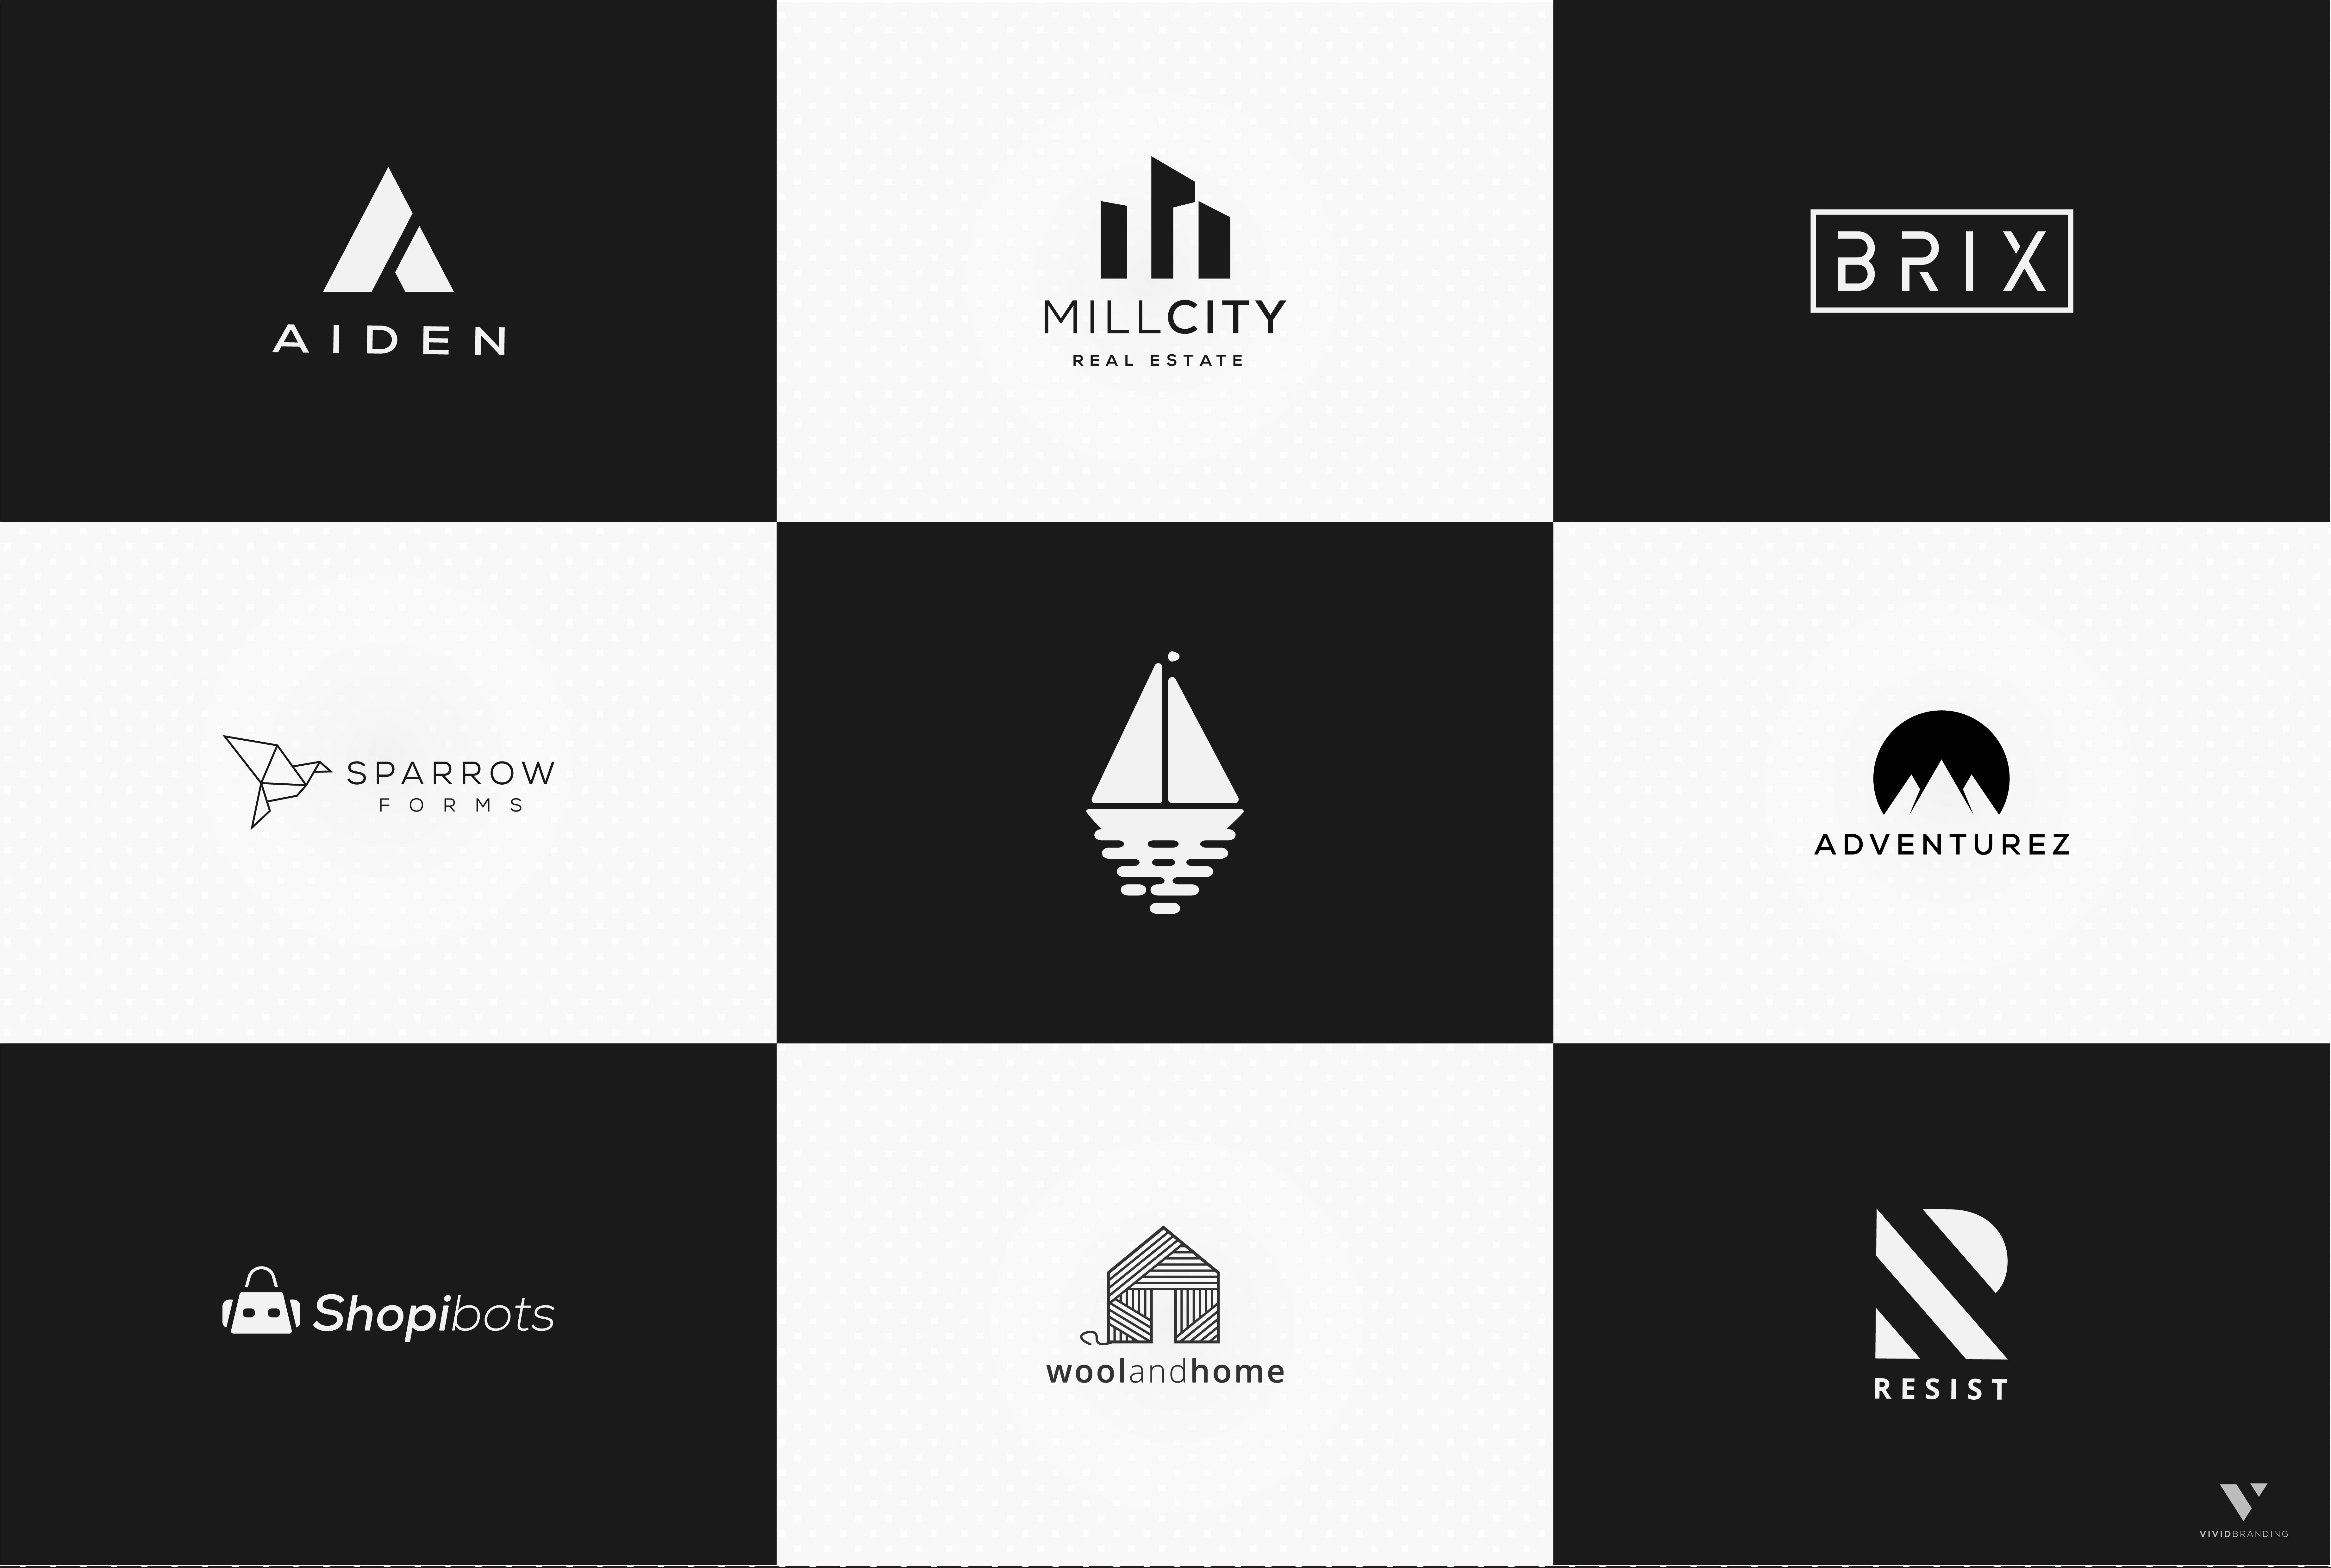 AIDEN
MILLCITY
REAL ESTATE
BRIX
SPARROW
FORMS
ADVENTUREZ
Shopibots
woolandhome
RESIST
VIVIDBRANDING